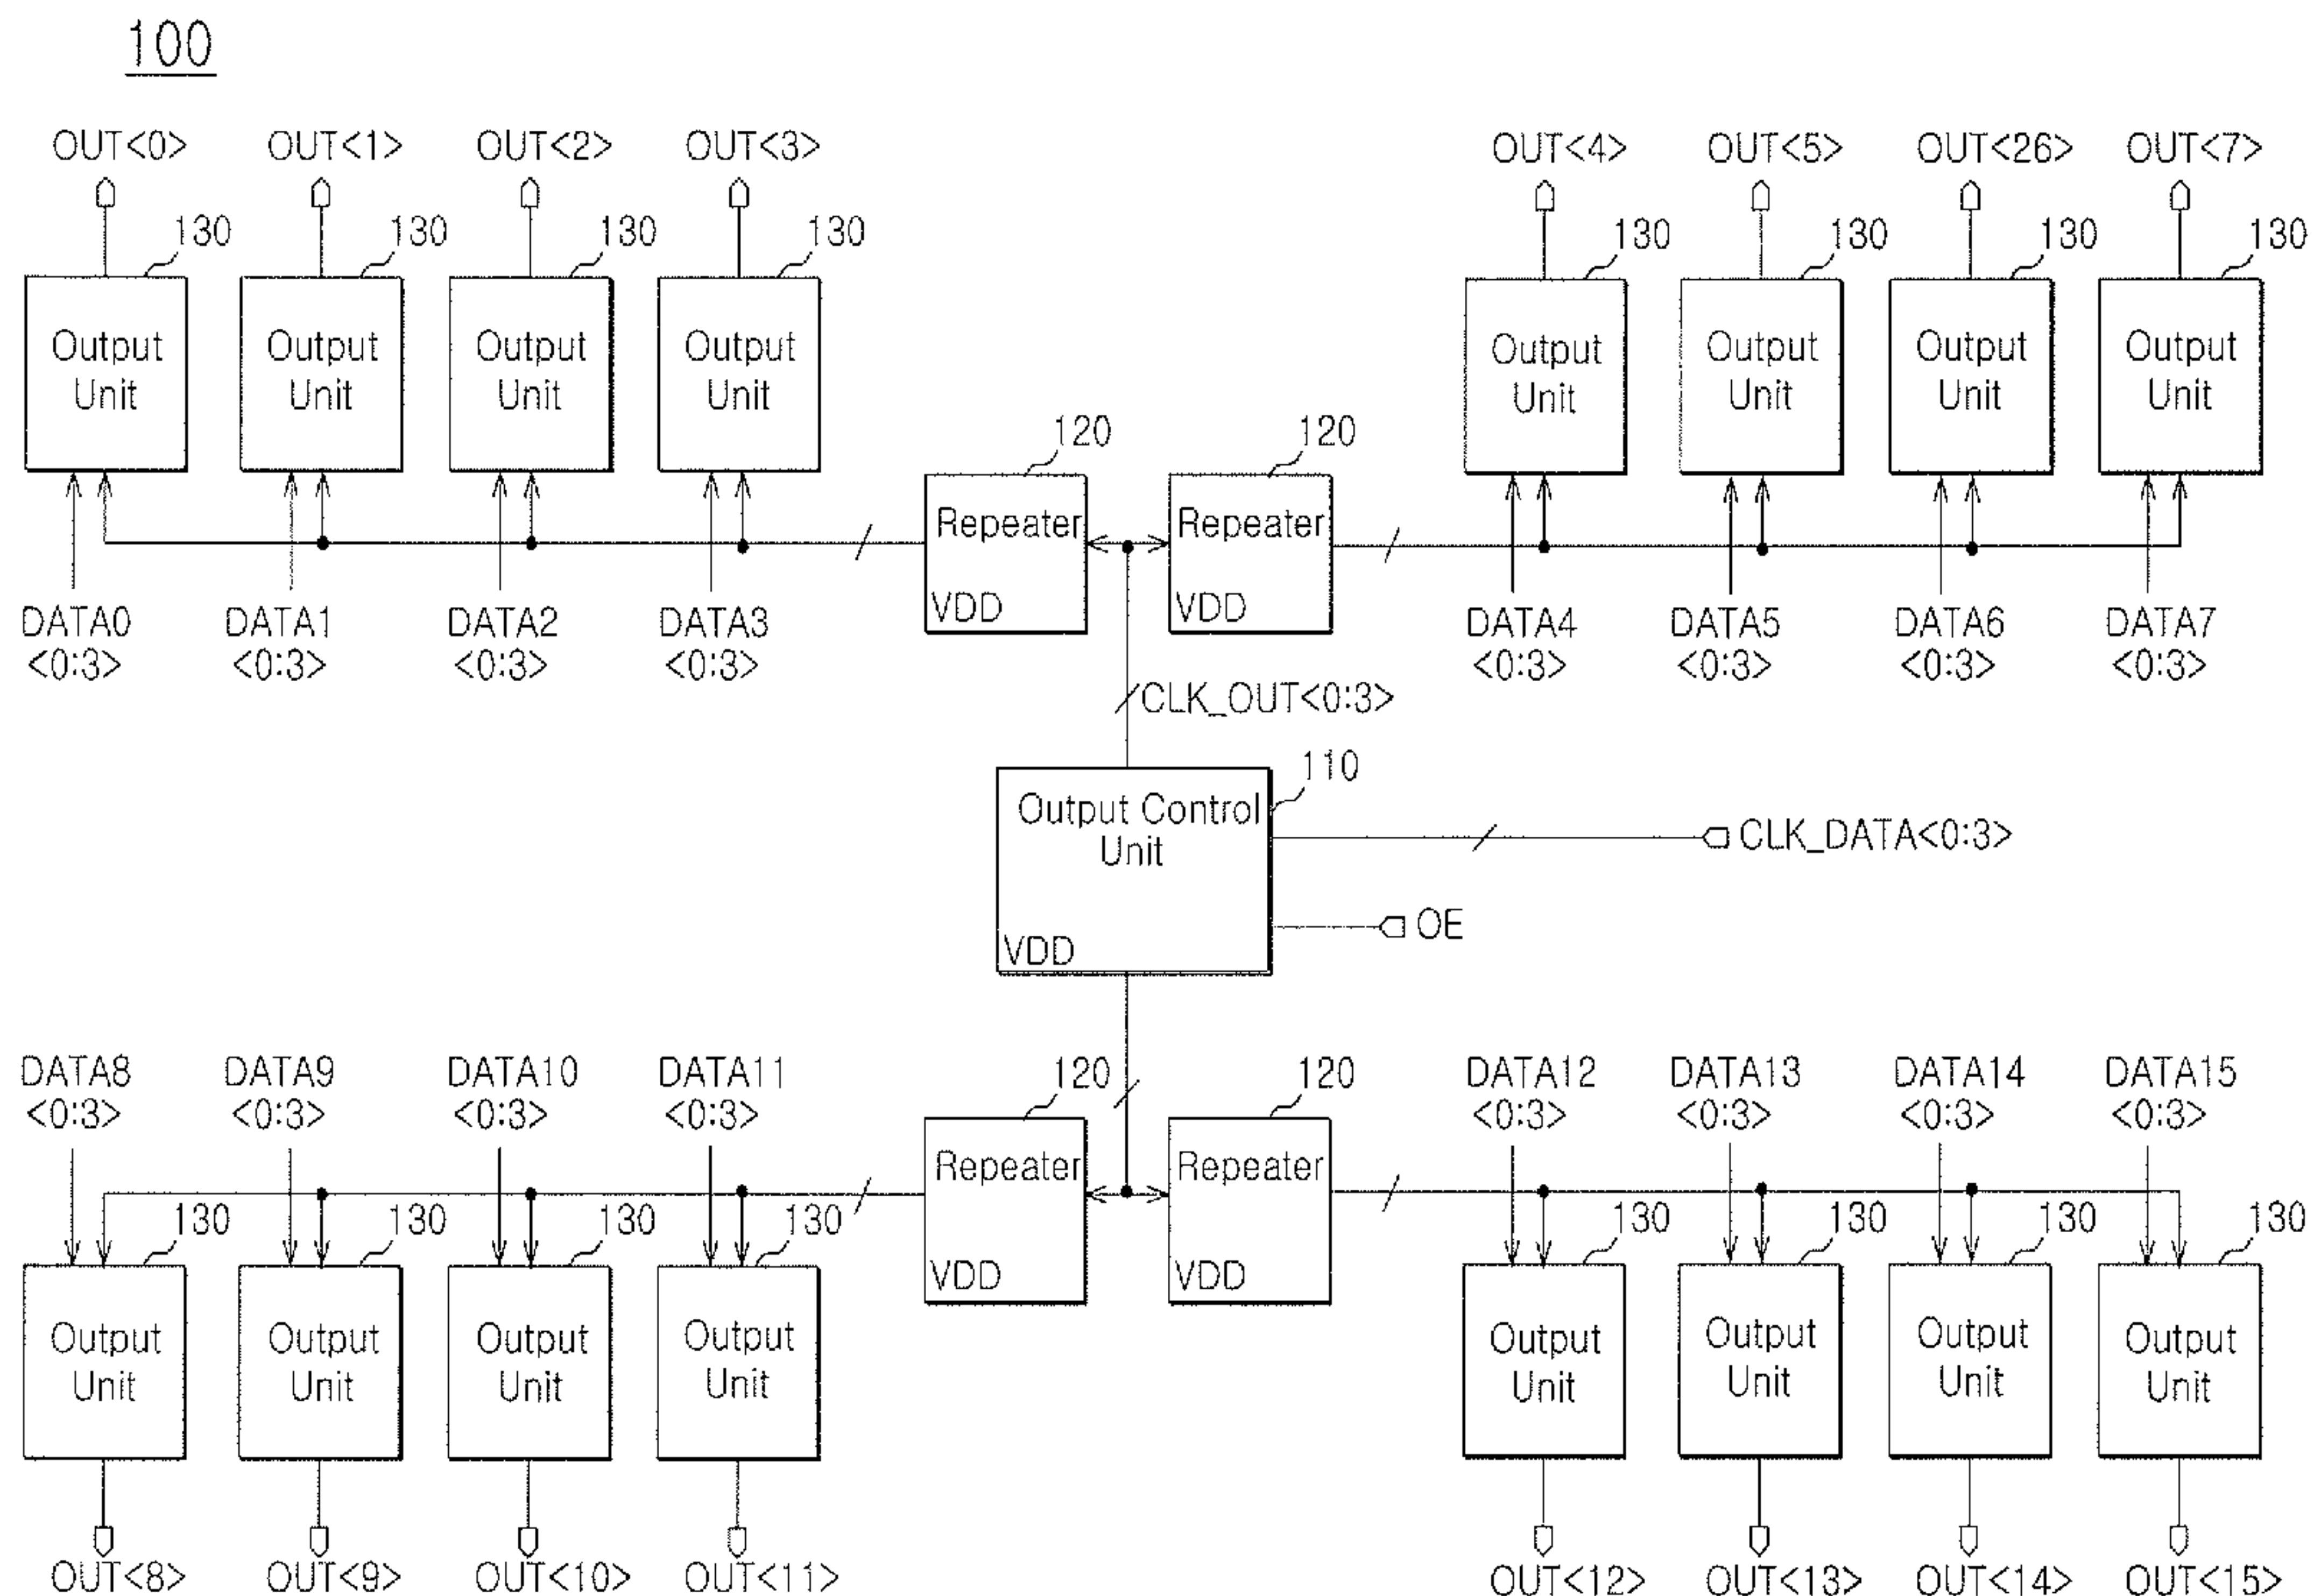 100
OUT<0> OUT<1> OUT<2> OUT<3> OUT<4> OUT<5> OUT<26> OUT<7>
130 130 130 130 130 130 130 130
Output Unit
Output Unit
Output Unit
Output Unit
Output Unit
Output Unit
Output Unit
Output Unit
120 120
Repeater Repeater
VDD VDD
DATA0 DATA1 DATA2 DATA3 DATA4 DATA5 DATA6 DATA7
<0:3> <0:3> <0:3> <0:3> <0:3> <0:3> <0:3> <0:3>
CLK_OUT<0:3>
110
Output Control
Unit
CLK_DATA<0:3>
OE
VDD
DATA8 DATA9 DATA10 DATA11 120 120 DATA12 DATA13 DATA14 DATA15
<0:3> <0:3> <0:3> <0:3> <0:3> <0:3> <0:3> <0:3>
Repeater Repeater
130 130 130 130 130 130 130 130
VDD VDD
Output Unit
Output Unit
Output Unit
Output Unit
Output Unit
Output Unit
Output Unit
Output Unit
OUT<8> OUT<9> OUT<10> OUT<11> OUT<12> OUT<13> OUT<14> OUT<15>